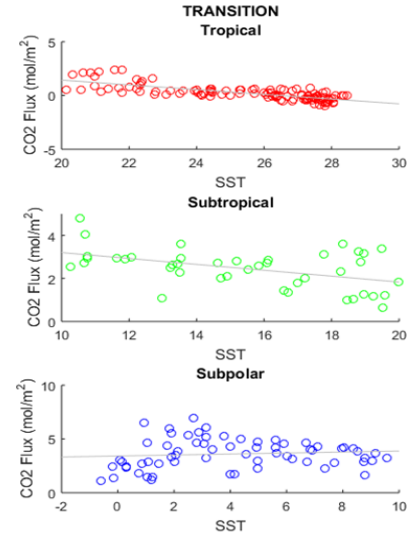 TRANSITION
Tropical
CO2 Flux (mol/m²)
5
0
-5
20 22 24 26 28 30
SST
Subtropical
CO2 Flux (mol/m²)
4
2
0
10 12 14 16 18 20
SST
Subpolar
CO2 Flux (mol/m²)
10
5
0
-2 0 2 4 6 8 10
SST